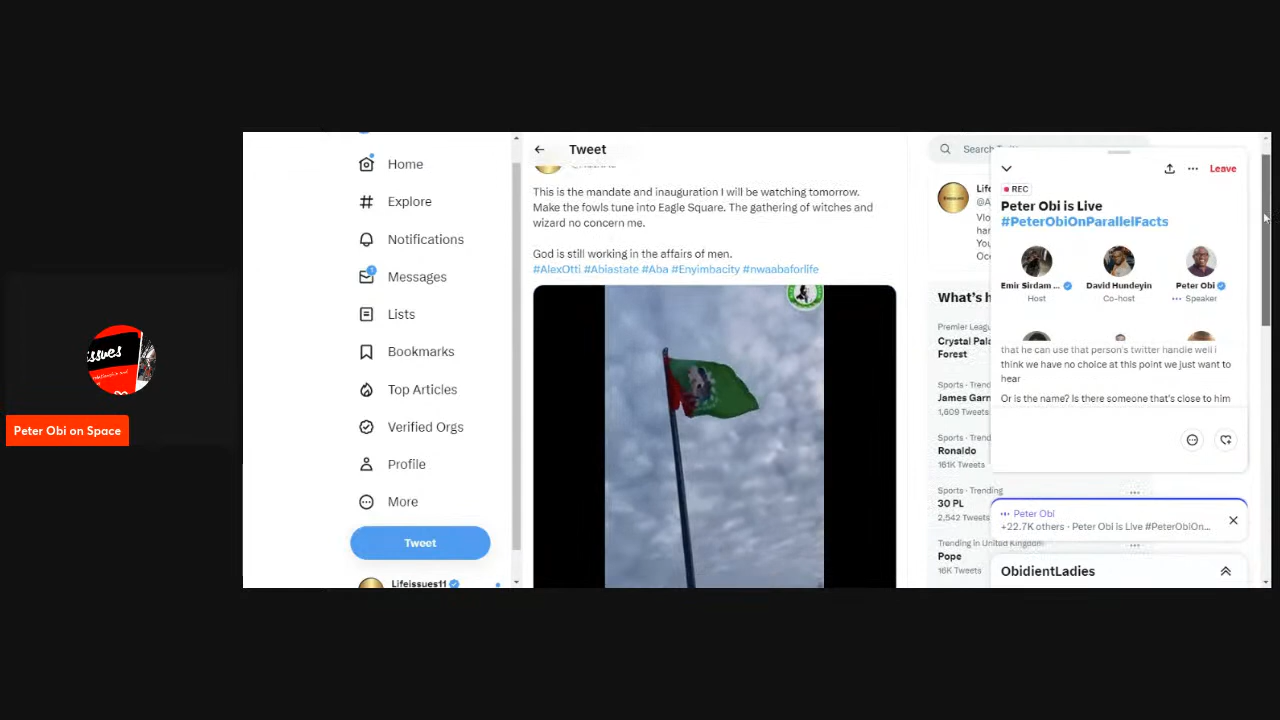 issues
Peter Obi on Space
Home
Explore
Notifications
Messages
Lists
Bookmarks
Top Articles
Verified Orgs
Profile
More
Tweet
Lifeissues11
Tweet
This is the mandate and inauguration I will be watching tomorrow.
Make the fowls tune into Eagle Square. The gathering of witches and
wizard no concern me.
God is still working in the affairs of men.
#AlexOtti #Abiastate #Aba #Enyimbacity #nwaabaforlife
Search
Life
What's h
Premier Leag
Crystal Pala
Forest
Sports · Trend
James Garn
1,609 Tweets
Sports · Trend
Ronaldo
161K Tweets
Sports · Trending
30 PL
2,542 Tweets
Trending in United Kingdom
Pope
16K Tweets
Leave
REC
Peter Obi is Live
#PeterObiOnParallelFacts
Emir Sirdam ...
Host
David Hundeyin
Co-host
Peter Obi
Speaker
that he can use that person's twitter handle well i
think we have no choice at this point we just want to
hear
Or is the name? Is there someone that's close to him
Peter Obi
+22.7K others · Peter Obi is Live #PeterObiOn...
ObidientLadies